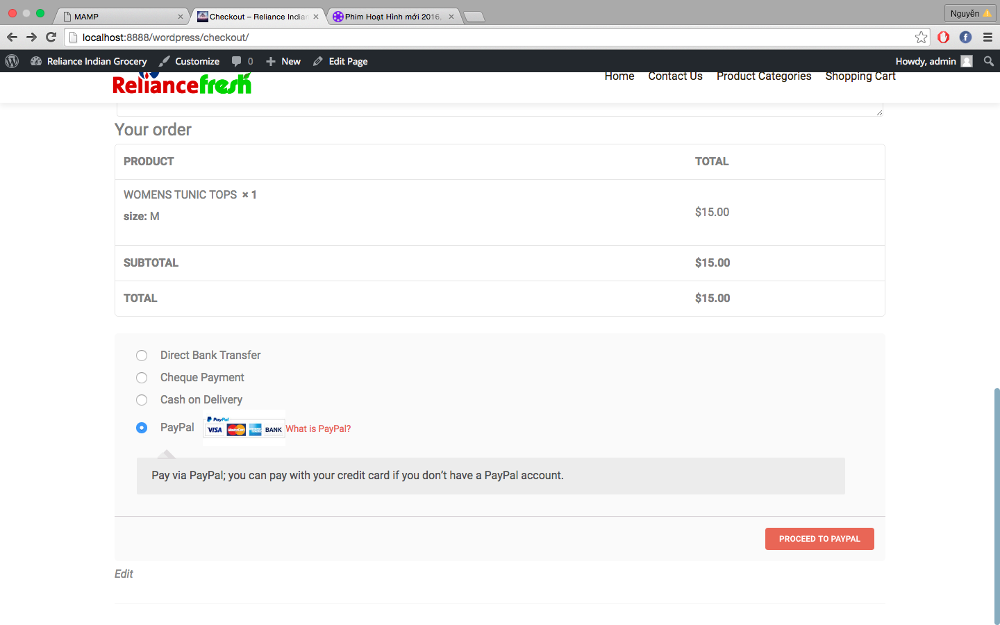 MAMP
Checkout – Reliance Indian
Phim Hoạt Hình mới 2016,
Nguyễn
localhost:8888/wordpress/checkout/
Reliance Indian Grocery Customize 0 New Edit Page Howdy, admin
Reliancefresh
Home Contact Us Product Categories Shopping Cart
Your order
PRODUCT TOTAL
WOMENS TUNIC TOPS × 1
size: M
$15.00
SUBTOTAL $15.00
TOTAL $15.00
Direct Bank Transfer
Cheque Payment
Cash on Delivery
PayPal
PayPal VISA MasterCard BANK What is PayPal?
Pay via PayPal; you can pay with your credit card if you don’t have a PayPal account.
PROCEED TO PAYPAL
Edit